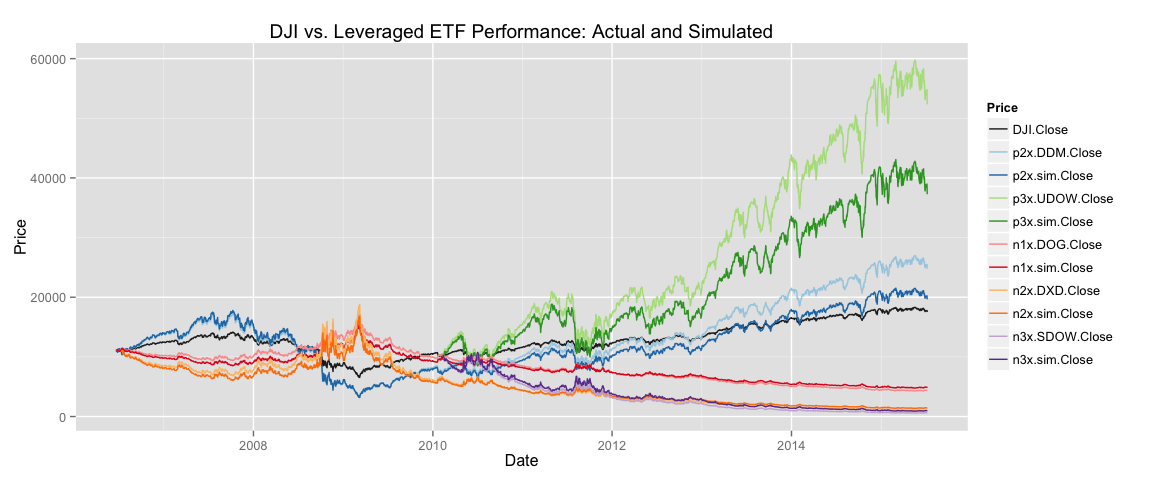 DJI vs. Leveraged ETF Performance: Actual and Simulated
60000
40000
20000
0
Price
2008
2010
2012
2014
Date
Price
DJI.Close
p2x.DDM.Close
p2x.sim.Close
p3x.UDOW.Close
p3x.sim.Close
n1x.DOG.Close
n1x.sim.Close
n2x.DXD.Close
n2x.sim.Close
n3x.SDOW.Close
n3x.sim.Close